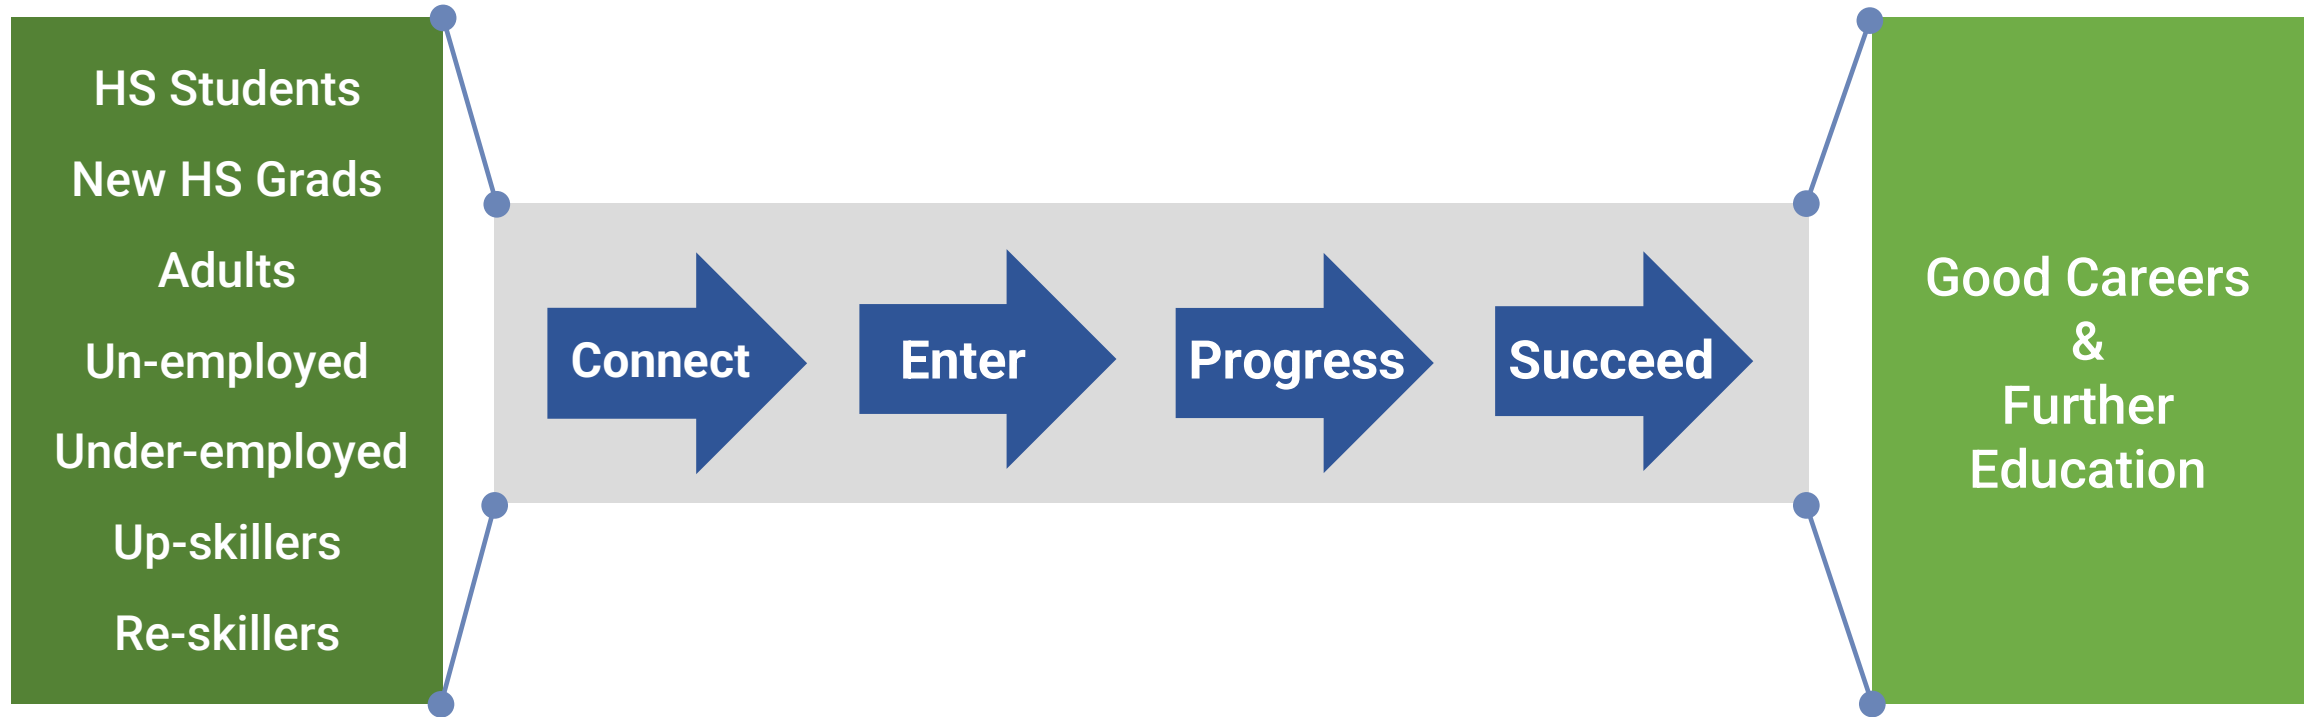 HS Students
New HS Grads
Adults
Un-employed
Under-employed
Up-skillers
Re-skillers
Connect
Enter
Progress
Succeed
Good Careers
&
Further
Education